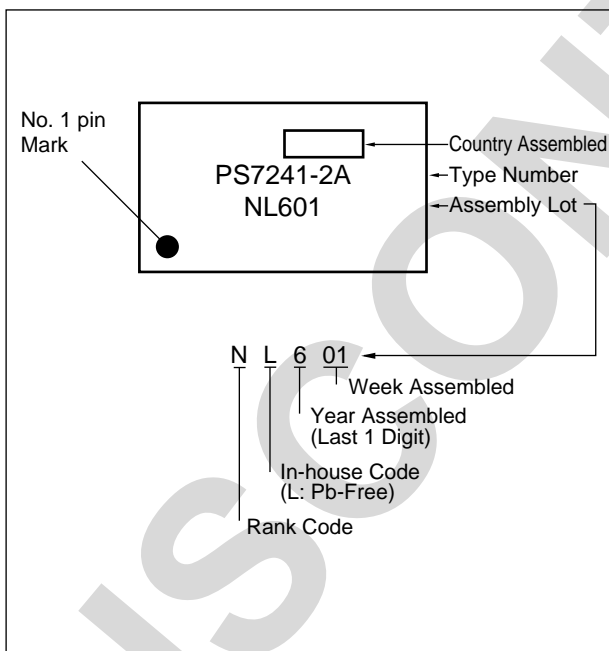 No. 1 pin
Mark
Country Assembled
PS7241-2A
Type Number
NL601
Assembly Lot
N L 6 01
Week Assembled
Year Assembled
(Last 1 Digit)
In-house Code
(L: Pb-Free)
Rank Code